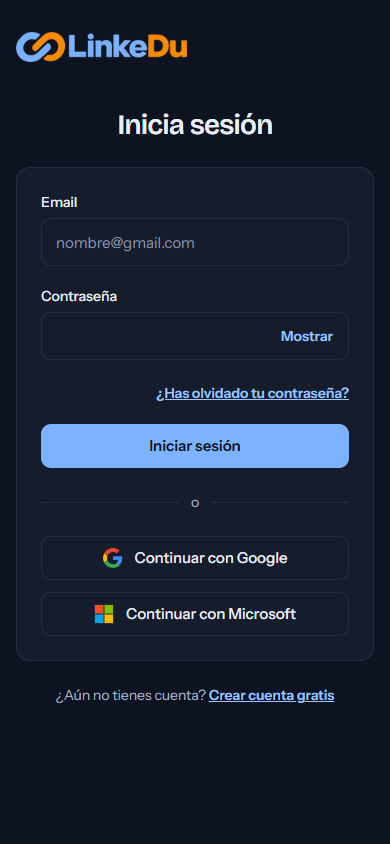 LinkeDu
Inicia sesión
Email
nombre@gmail.com
Contraseña
Mostrar
¿Has olvidado tu contraseña?
Iniciar sesión
o
Continuar con Google
Continuar con Microsoft
¿Aún no tienes cuenta? Crear cuenta gratis